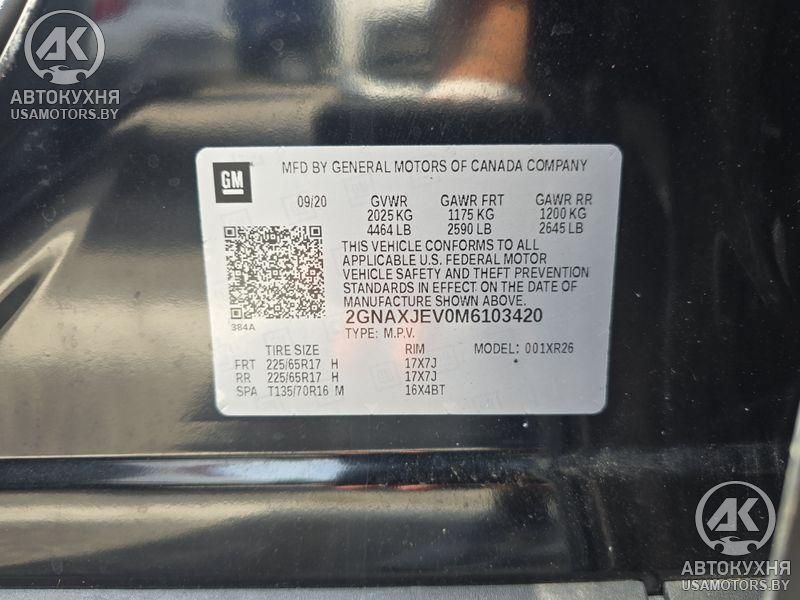 AK
АВТОКУХНЯ
USAMOTORS.BY
GM
MFD BY GENERAL MOTORS OF CANADA COMPANY
09/20 GVWR GAWR FRT GAWR RR
2025 KG 1175 KG 1200 KG
4464 LB 2590 LB 2645 LB
THIS VEHICLE CONFORMS TO ALL
APPLICABLE U.S. FEDERAL MOTOR
VEHICLE SAFETY AND THEFT PREVENTION
STANDARDS IN EFFECT ON THE DATE OF
MANUFACTURE SHOWN ABOVE.
384A
2GNAXJEV0M6103420
TYPE: M.P.V.
TIRE SIZE RIM MODEL: 001XR26
FRT 225/65R17 H 17X7J
RR 225/65R17 H 17X7J
SPA T135/70R16 M 16X4BT
AK
АВТОКУХНЯ
USAMOTORS.BY